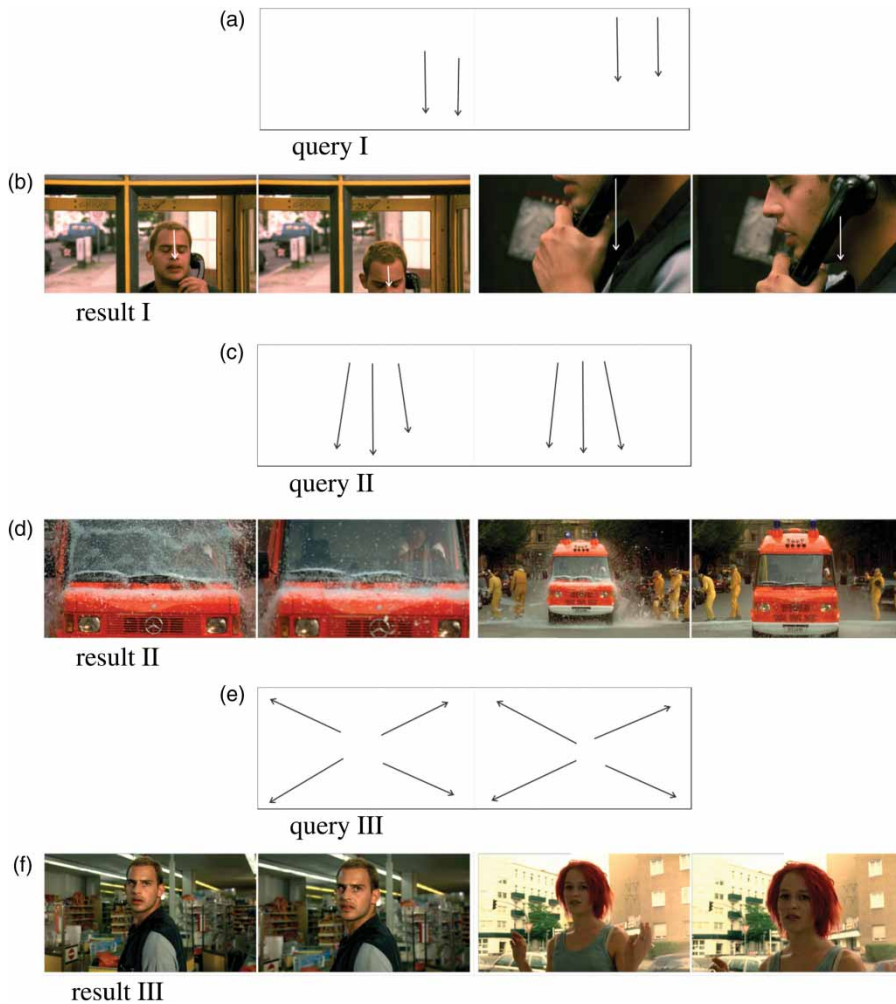 (a)
query I
(b)
result I
(c)
query II
(d)
result II
(e)
query III
(f)
result III